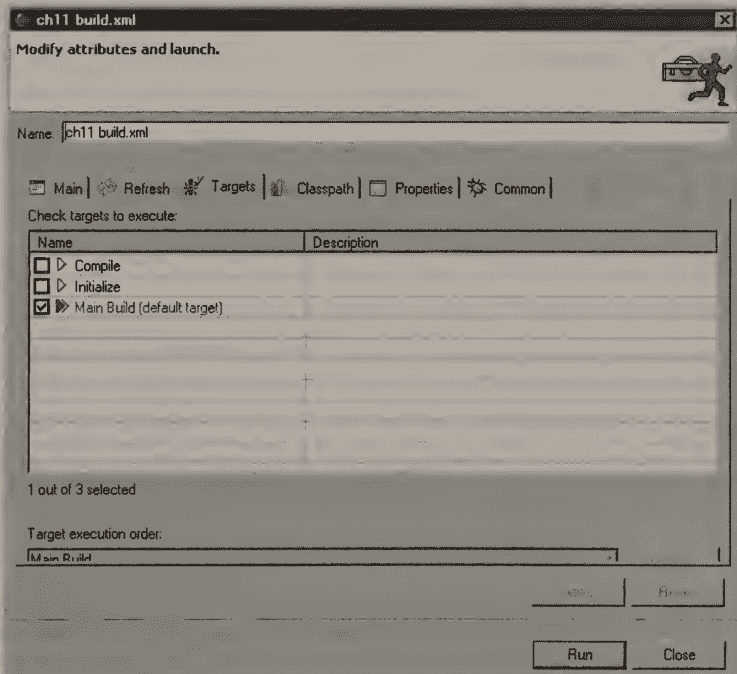 ch11 build.xml
Modify attributes and launch.
Name: ch11 build.xml
Main Refresh Targets Classpath Properties Common
Check targets to execute:
Name Description
Compile
Initialize
Main Build (default target)
1 out of 3 selected
Target execution order:
Main Build
Run Close